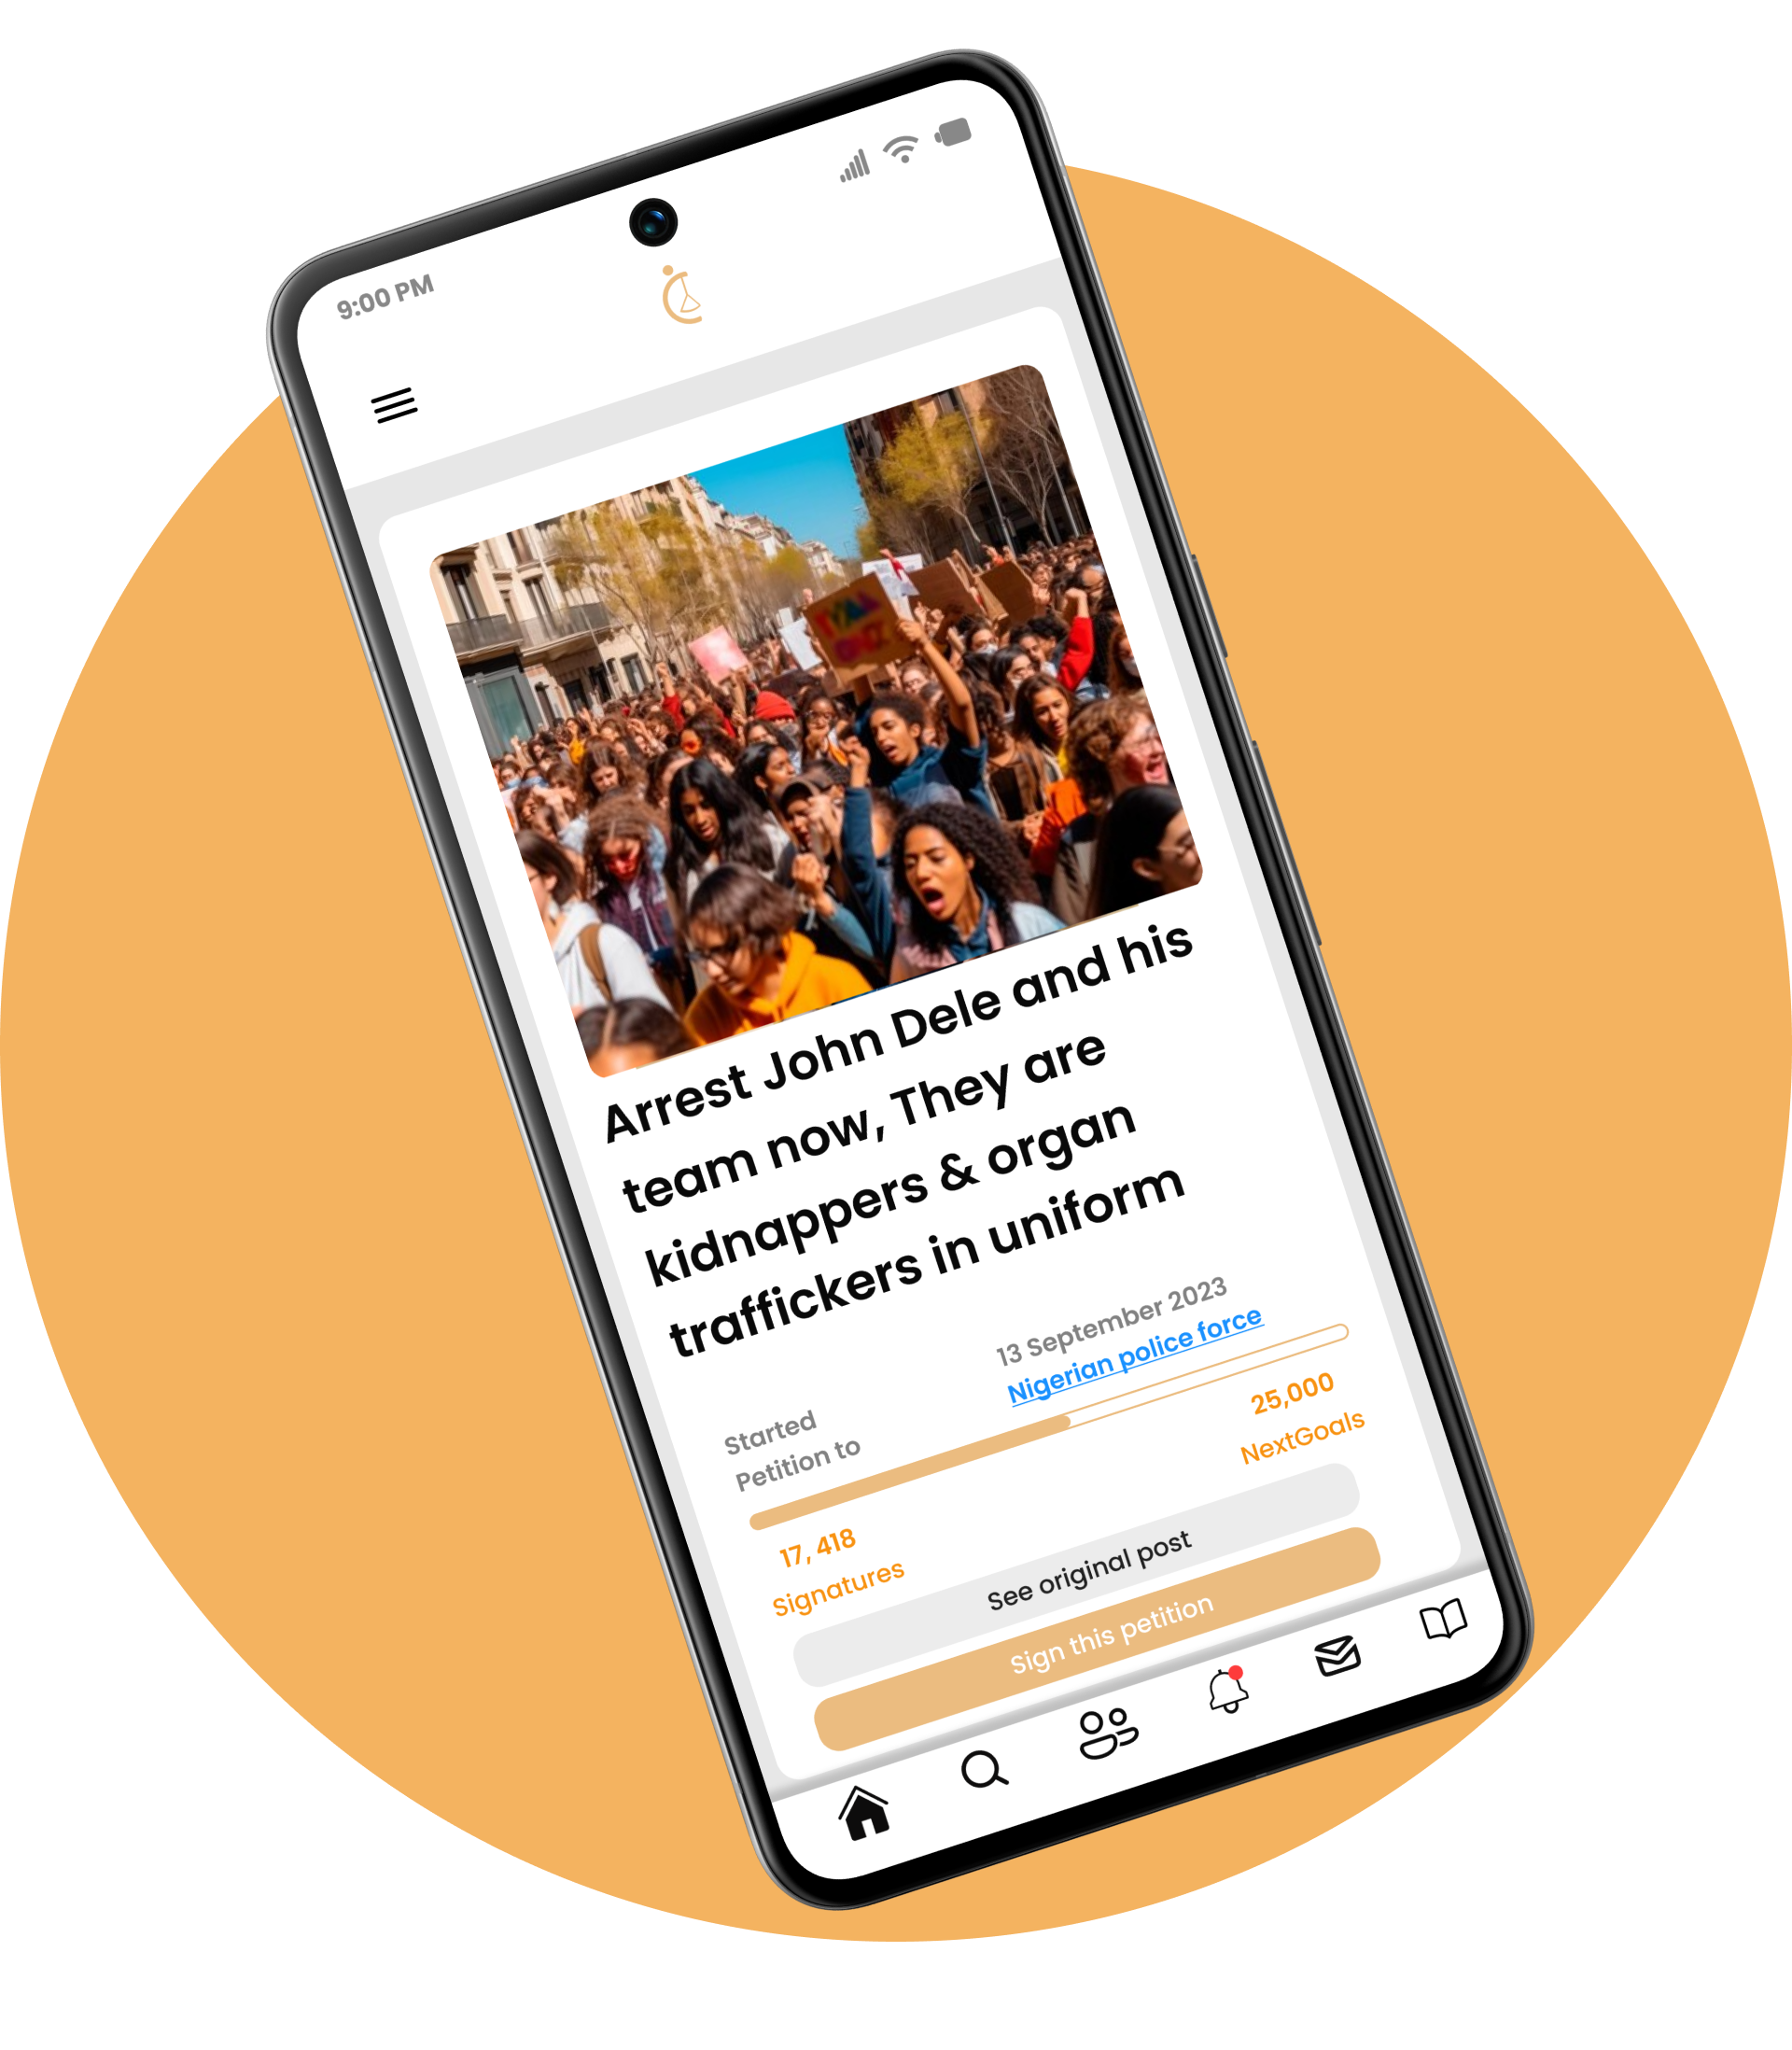 9:00 PM
Arrest John Dele and his
team now, They are
kidnappers & organ
traffickers in uniform
Started
13 September 2023
Petition to
Nigerian police force
17, 418
Signatures
25,000
NextGoals
See original post
Sign this petition